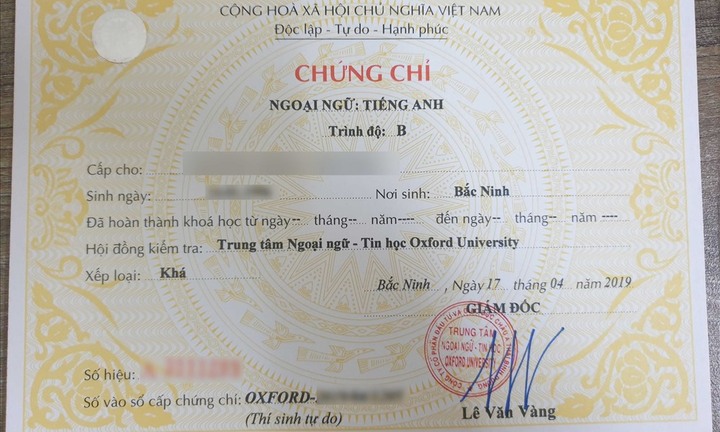 CỘNG HOÀ XÃ HỘI CHỦ NGHĨA VIỆT NAM
Độc lập - Tự do - Hạnh phúc
CHỨNG CHỈ
NGOẠI NGỮ: TIẾNG ANH
Trình độ: B
Cấp cho:
Sinh ngày: Nơi sinh: Bắc Ninh
Đã hoàn thành khoá học từ ngày-- tháng-- năm---- đến ngày-- tháng-- năm ----
Hội đồng kiểm tra: Trung tâm Ngoại ngữ - Tin học Oxford University
Xếp loại: Khá
Bắc Ninh , Ngày 17 tháng 04 năm 2019
GIÁM ĐỐC
TRUNG TÂM
NGOẠI NGỮ - TIN HỌC
OXFORD UNIVERSITY
Số hiệu:
Số vào sổ cấp chứng chỉ: OXFORD-
(Thí sinh tự do)
Lê Văn Vàng